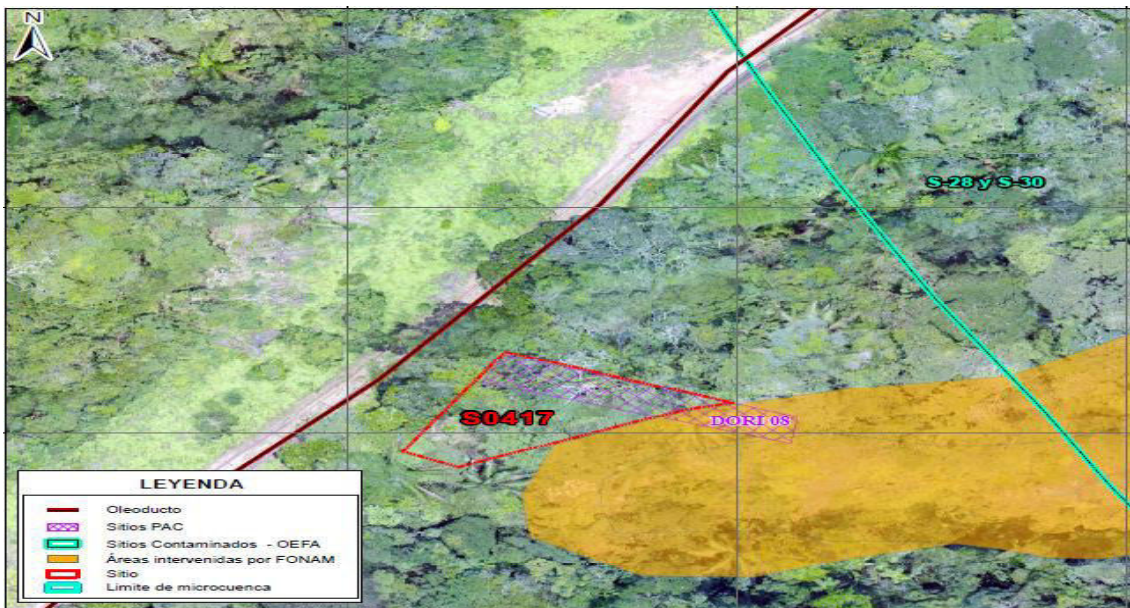 N
S-28 y S-30
S0417
DORI 08
LEYENDA
Oleoducto
Sitios PAC
Sitios Contaminados - OEFA
Áreas intervenidas por FONAM
Sitio
Limite de microcuenca